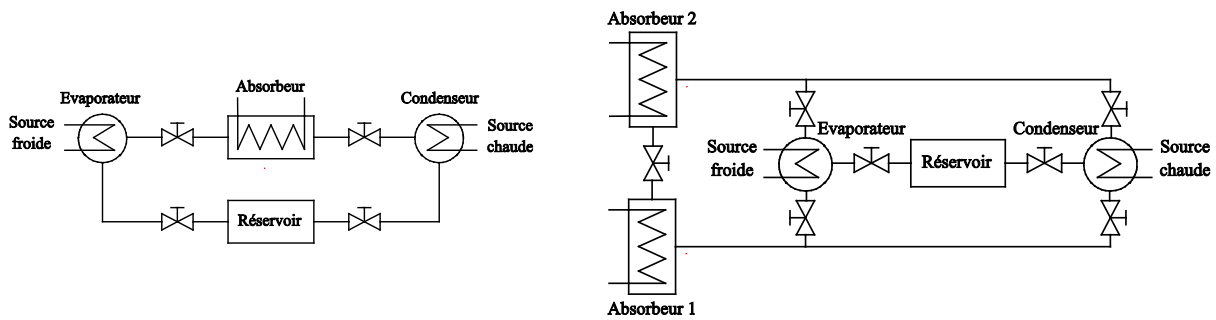 Absorbeur
Evaporateur
Condenseur
Source
froide
Source
chaude
Réservoir
Absorbeur 2
Evaporateur
Condenseur
Source
froide
Réservoir
Source
chaude
Absorbeur 1